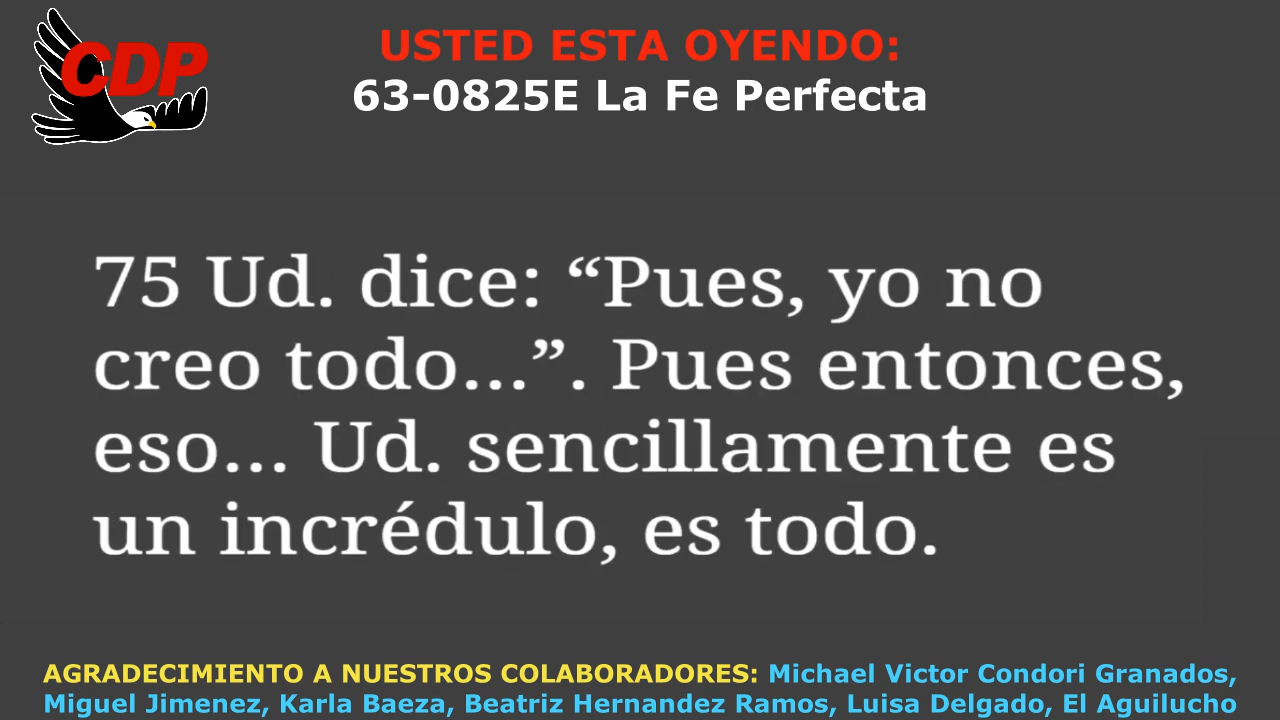 CDP
USTED ESTA OYENDO:
63-0825E La Fe Perfecta
75 Ud. dice: “Pues, yo no
creo todo...”. Pues entonces,
eso... Ud. sencillamente es
un incrédulo, es todo.
AGRADECIMIENTO A NUESTROS COLABORADORES: Michael Victor Condori Granados,
Miguel Jimenez, Karla Baeza, Beatriz Hernandez Ramos, Luisa Delgado, El Aguilucho